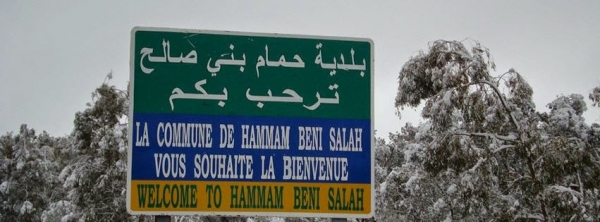 بلدية حمام بني صالح
ترحب بكم
LA COMMUNE DE HAMMAM BENI SALAH
VOUS SOUHAITE LA BIENVENUE
WELCOME TO HAMMAM BENI SALAH